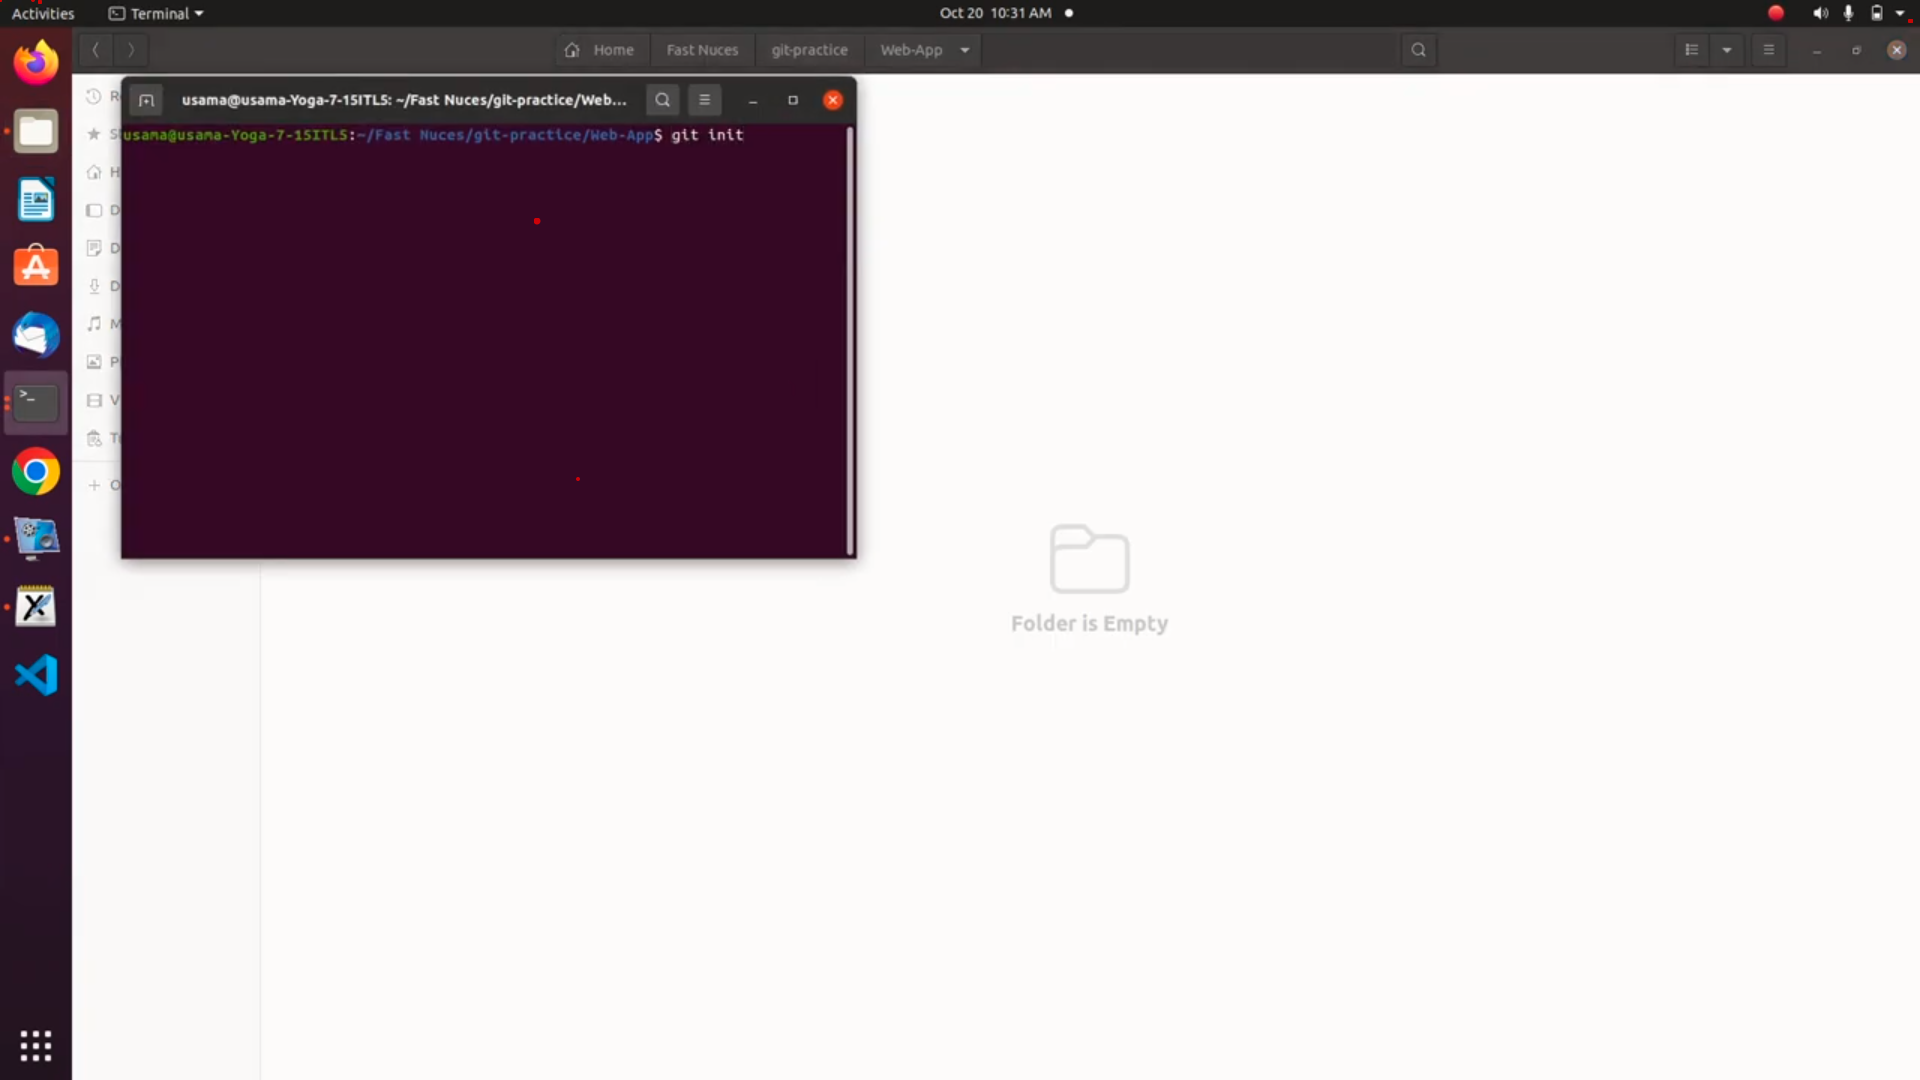 Activities
Terminal
Oct 20 10:31 AM
Home
Fast Nuces
git-practice
Web-App
usama@usama-Yoga-7-15ITL5: ~/Fast Nuces/git-practice/Web...
usama@usama-Yoga-7-15ITL5:~/Fast Nuces/git-practice/Web-App$ git init
Folder is Empty